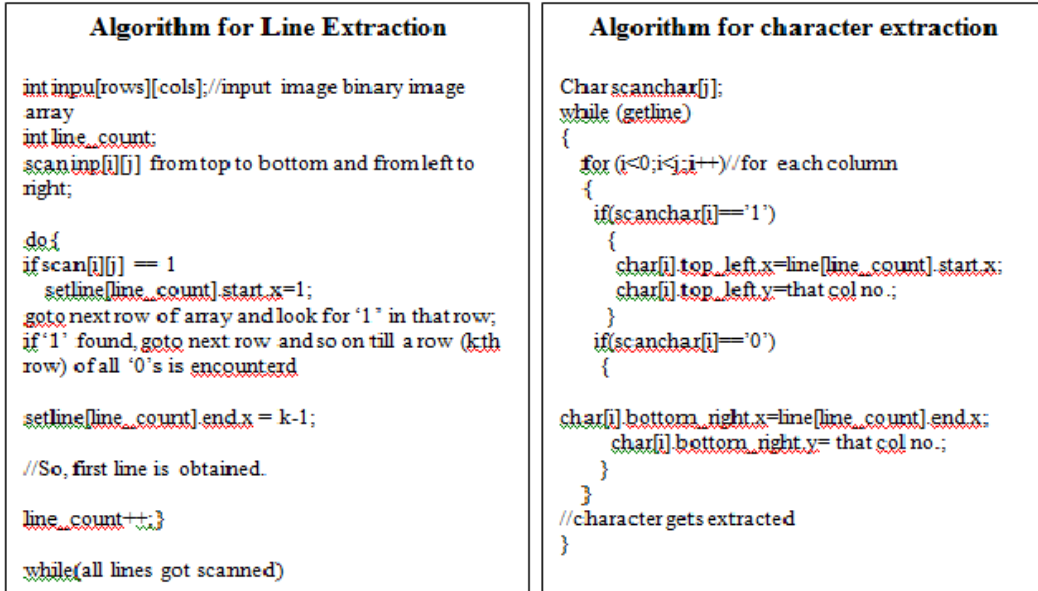 Algorithm for Line Extraction
int inpu[rows][cols];//input image binary image
array
int line_count;
scan inp[i][j] from top to bottom and from left to
right;
do {
if scan[i][j] == 1
setline[line_count].start.x=1;
goto next row of array and look for ‘1’ in that row;
if ‘1’ found, goto next row and so on till a row (kth
row) of all ‘0’s is encounterd
setline[line_count].end.x = k-1;
//So, first line is obtained.
line_count++;}
while(all lines got scanned)
Algorithm for character extraction
Char scanchar[j];
while (getline)
{
for (i<0;i<j;i++)//for each column
{
if(scanchar[i]==’1’)
{
char[i].top_left.x=line[line_count].start.x;
char[i].top_left.y=that col no.;
}
if(scanchar[i]==’0’)
{
char[i].bottom_right.x=line[line_count].end.x;
char[i].bottom_right.y= that col no.;
}
}
//character gets extracted
}